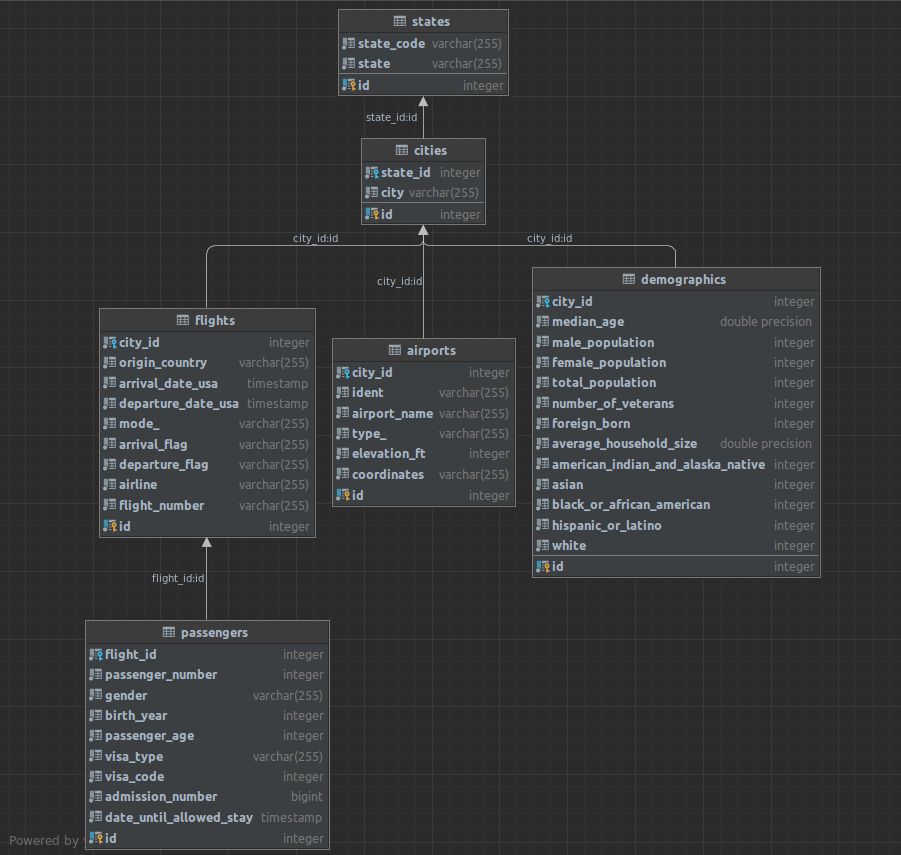 states
state_code varchar(255)
state varchar(255)
id integer
state_id:id
cities
state_id integer
city varchar(255)
id integer
city_id:id
city_id:id
city_id:id
flights
city_id integer
origin_country varchar(255)
arrival_date_usa timestamp
departure_date_usa timestamp
mode_ varchar(255)
arrival_flag varchar(255)
departure_flag varchar(255)
airline varchar(255)
flight_number varchar(255)
id integer
airports
city_id integer
ident varchar(255)
airport_name varchar(255)
type_ varchar(255)
elevation_ft integer
coordinates varchar(255)
id integer
demographics
city_id integer
median_age double precision
male_population integer
female_population integer
total_population integer
number_of_veterans integer
foreign_born integer
average_household_size double precision
american_indian_and_alaska_native integer
asian integer
black_or_african_american integer
hispanic_or_latino integer
white integer
id integer
flight_id:id
passengers
flight_id integer
passenger_number integer
gender varchar(255)
birth_year integer
passenger_age integer
visa_type varchar(255)
visa_code integer
admission_number bigint
date_until_allowed_stay timestamp
id integer
Powered by